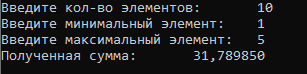 Введите кол-во элементов: 10
Введите минимальный элемент: 1
Введите максимальный элемент: 5
Полученная сумма: 31,789850